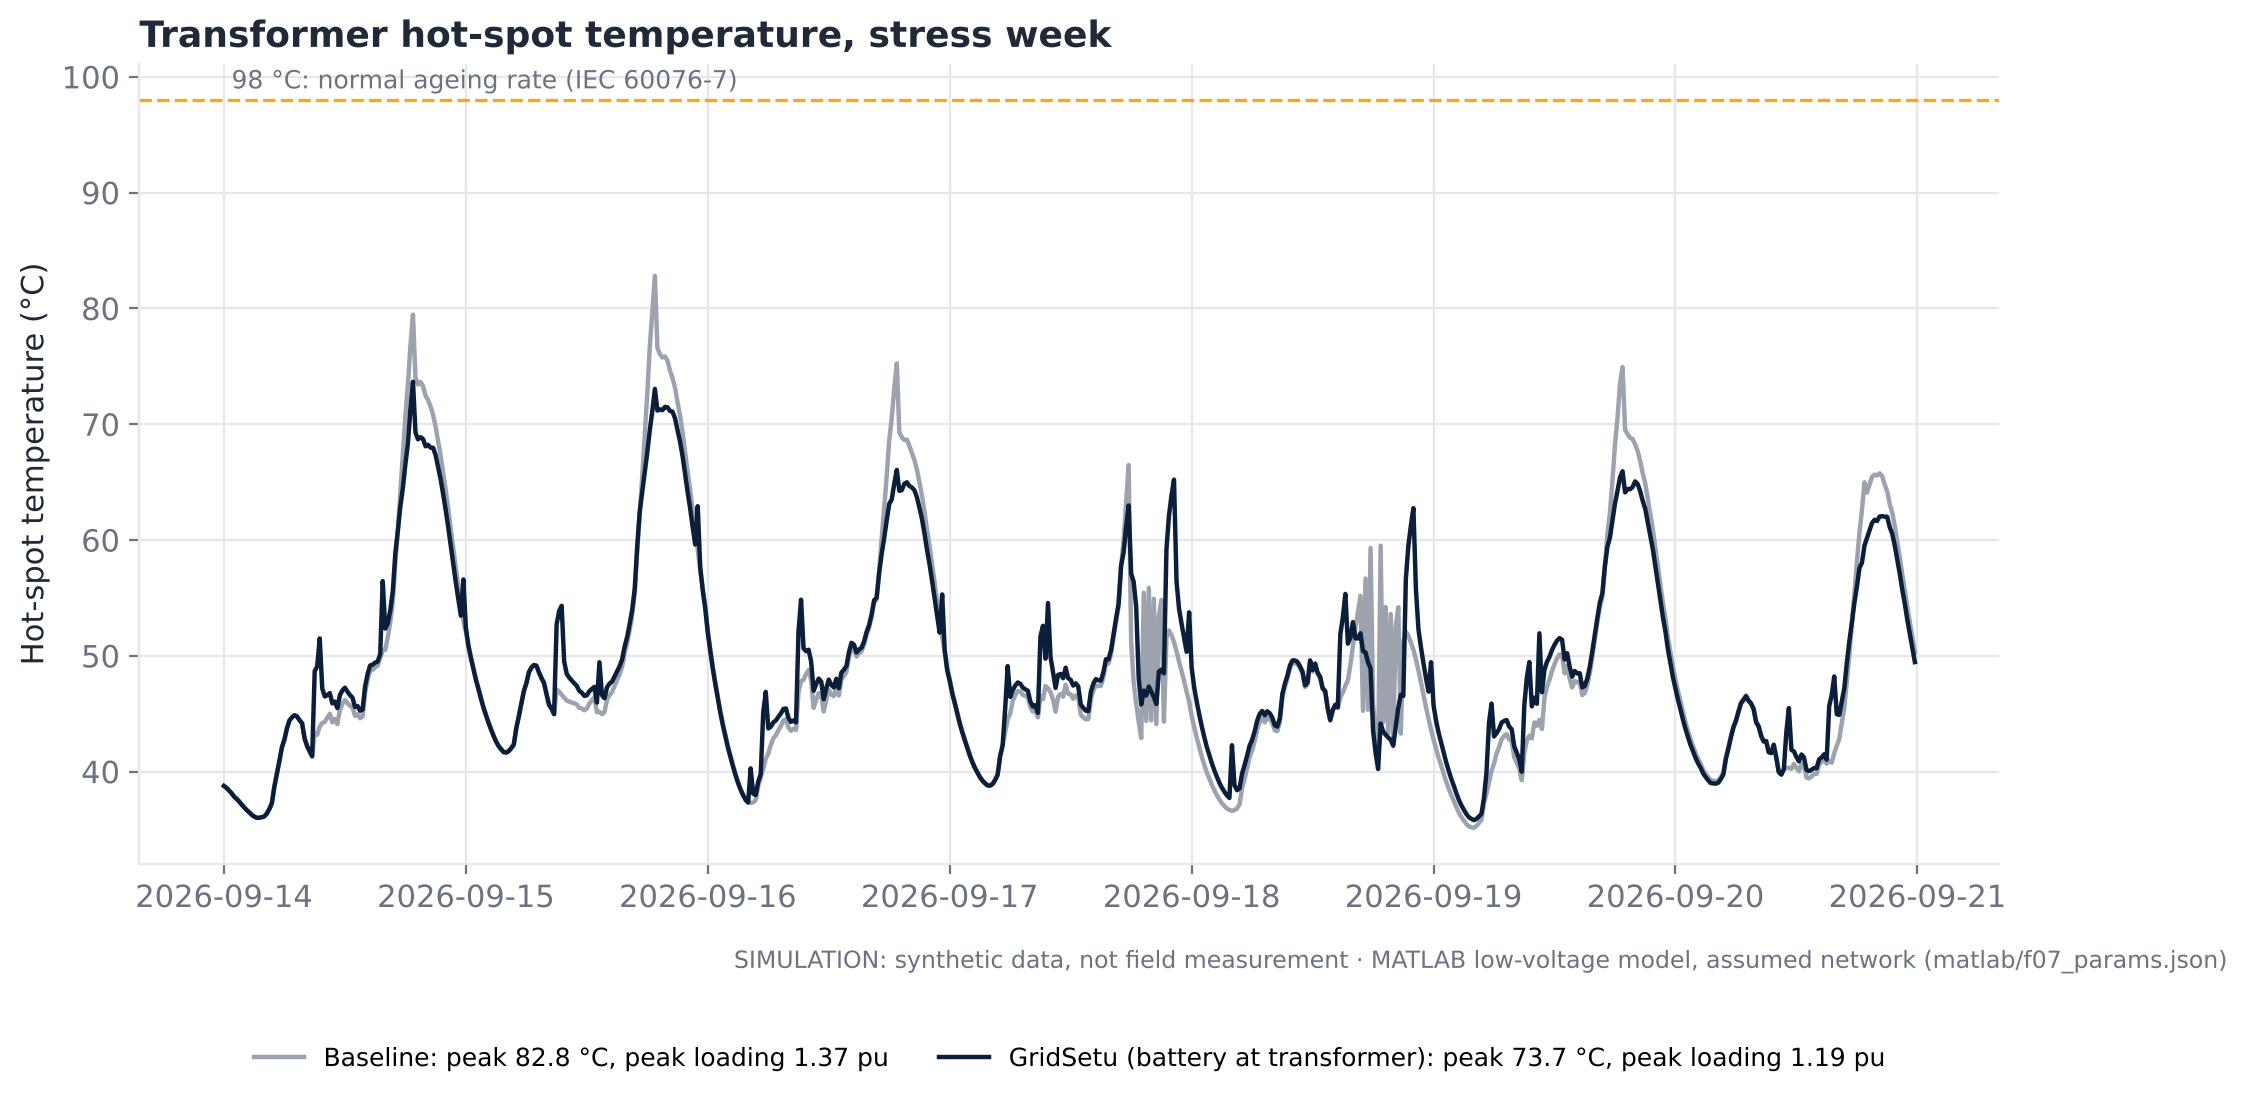 Transformer hot-spot temperature, stress week
98 °C: normal ageing rate (IEC 60076-7)
Hot-spot temperature (°C)
100
90
80
70
60
50
40
2026-09-14 2026-09-15 2026-09-16 2026-09-17 2026-09-18 2026-09-19 2026-09-20 2026-09-21
SIMULATION: synthetic data, not field measurement · MATLAB low-voltage model, assumed network (matlab/f07_params.json)
Baseline: peak 82.8 °C, peak loading 1.37 pu
GridSetu (battery at transformer): peak 73.7 °C, peak loading 1.19 pu